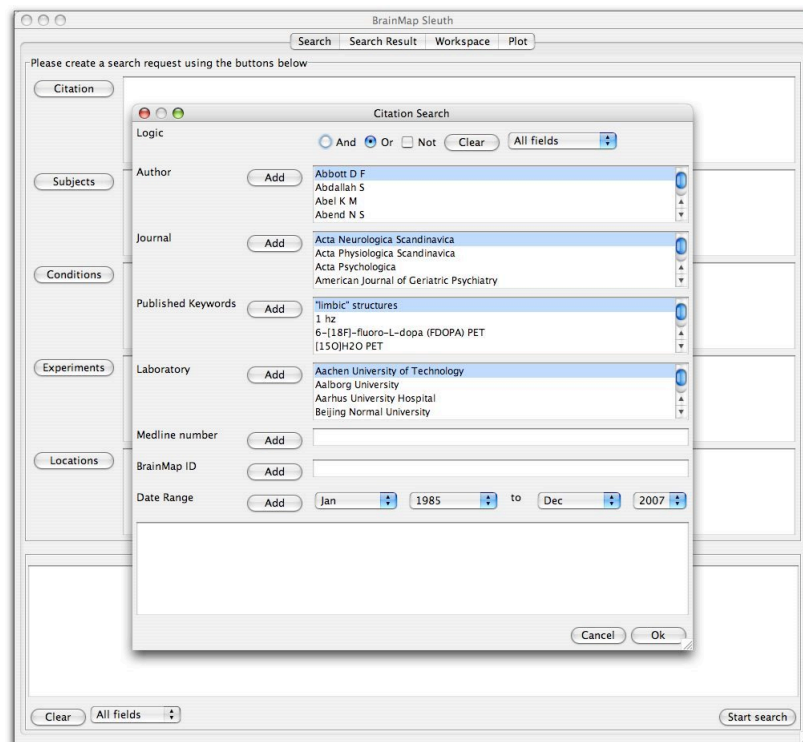 BrainMap Sleuth
Search Search Result Workspace Plot
Please create a search request using the buttons below
Citation
Subjects
Conditions
Experiments
Locations
Citation Search
Logic And Or Not Clear All fields
Author Add Abbott D F
Abdallah S
Abel K M
Abend N S
Journal Add Acta Neurologica Scandinavica
Acta Physiologica Scandinavica
Acta Psychologica
American Journal of Geriatric Psychiatry
Published Keywords Add "limbic" structures
1 hz
6-[18F]-fluoro-L-dopa (FDOPA) PET
[15O]H2O PET
Laboratory Add Aachen University of Technology
Aalborg University
Aarhus University Hospital
Beijing Normal University
Medline number Add
BrainMap ID Add
Date Range Add Jan 1985 to Dec 2007
Cancel Ok
Clear All fields Start search